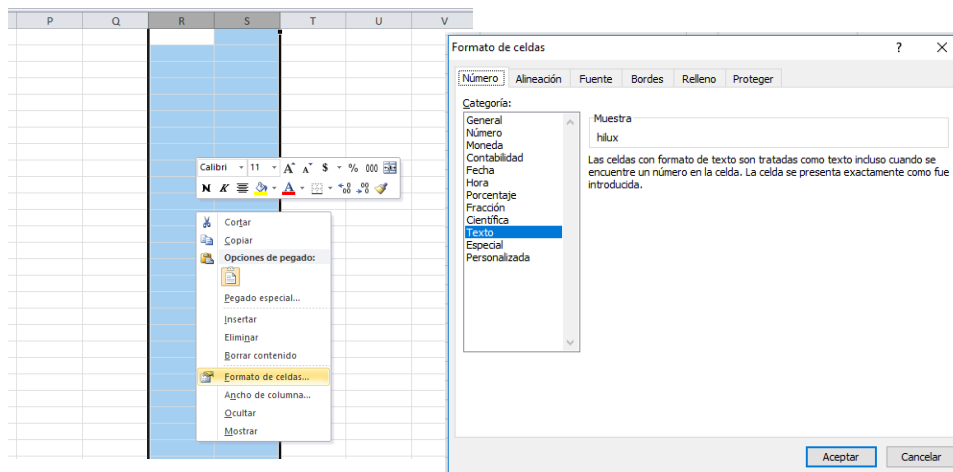 P Q R S T U V
Calibri 11 A A $ % 000
N K A
Cortar
Copiar
Opciones de pegado:
Pegado especial...
Insertar
Eliminar
Borrar contenido
Formato de celdas...
Ancho de columna...
Ocultar
Mostrar
Formato de celdas ? X
Número Alineación Fuente Bordes Relleno Proteger
Categoría:
General
Número
Moneda
Contabilidad
Fecha
Hora
Porcentaje
Fracción
Científica
Texto
Especial
Personalizada
Muestra
hilux
Las celdas con formato de texto son tratadas como texto incluso cuando se
encuentre un número en la celda. La celda se presenta exactamente como fue
introducida.
Aceptar Cancelar